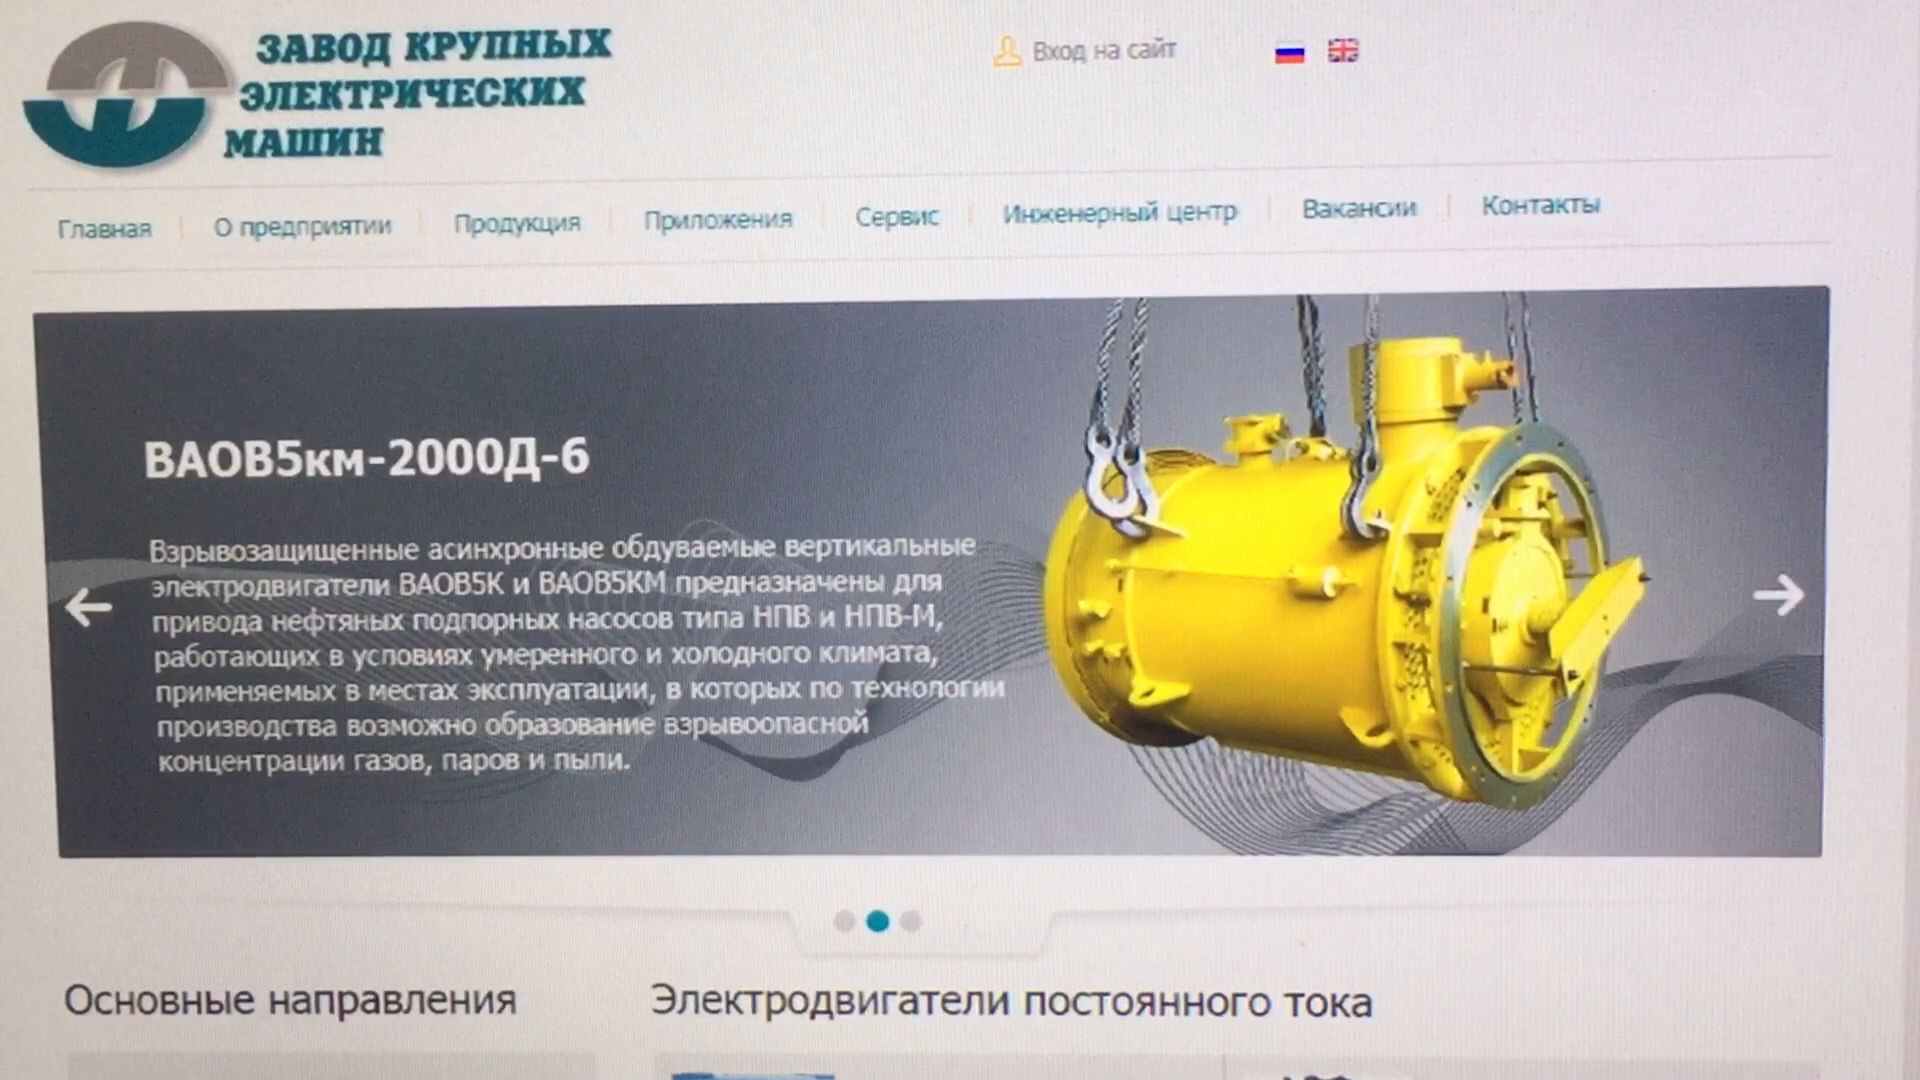 ЗАВОД КРУПНЫХ
ЭЛЕКТРИЧЕСКИХ
МАШИН
Вход на сайт
Главная
О предприятии
Продукция
Приложения
Сервис
Инженерный центр
Вакансии
Контакты
ВАОВ5км-2000Д-6
Взрывозащищенные асинхронные обдуваемые вертикальные
электродвигатели ВАОВ5К и ВАОВ5КМ предназначены для
привода нефтяных подпорных насосов типа НПВ и НПВ-М,
работающих в условиях умеренного и холодного климата,
применяемых в местах эксплуатации, в которых по технологии
производства возможно образование взрывоопасной
концентрации газов, паров и пыли.
Основные направления
Электродвигатели постоянного тока